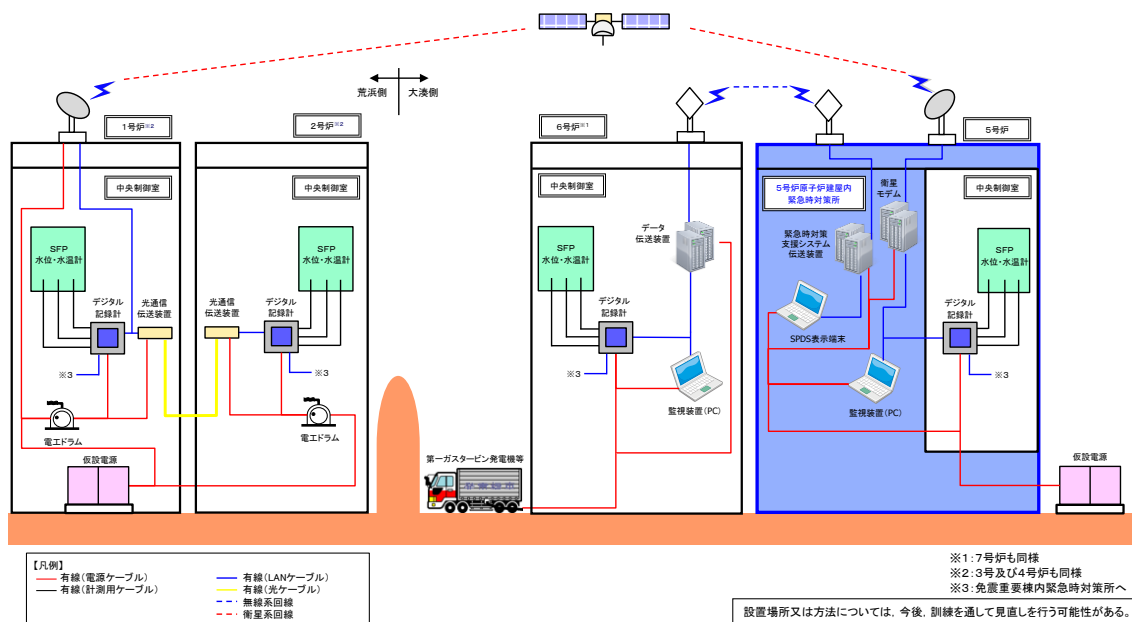 荒浜側
大湊側
1号炉※2
2号炉※2
6号炉※1
5号炉
中央制御室
中央制御室
中央制御室
5号炉原子炉建屋内
緊急時対策所
衛星
モデム
中央制御室
SFP
水位・水温計
SFP
水位・水温計
SFP
水位・水温計
データ
伝送装置
緊急時対策
支援システム
伝送装置
SFP
水位・水温計
デジタル
記録計
光通信
伝送装置
光通信
伝送装置
デジタル
記録計
デジタル
記録計
デジタル
記録計
SPDS表示端末
※3
※3
※3
※3
監視装置(PC)
監視装置(PC)
電工ドラム
電工ドラム
仮設電源
第一ガスタービン発電機等
仮設電源
【凡例】
有線(電源ケーブル)
有線(計測用ケーブル)
有線(LANケーブル)
有線(光ケーブル)
無線系回線
衛星系回線
※1:7号炉も同様
※2:3号及び4号炉も同様
※3:免震重要棟内緊急時対策所へ
設置場所又は方法については，今後，訓練を通して見直しを行う可能性がある。